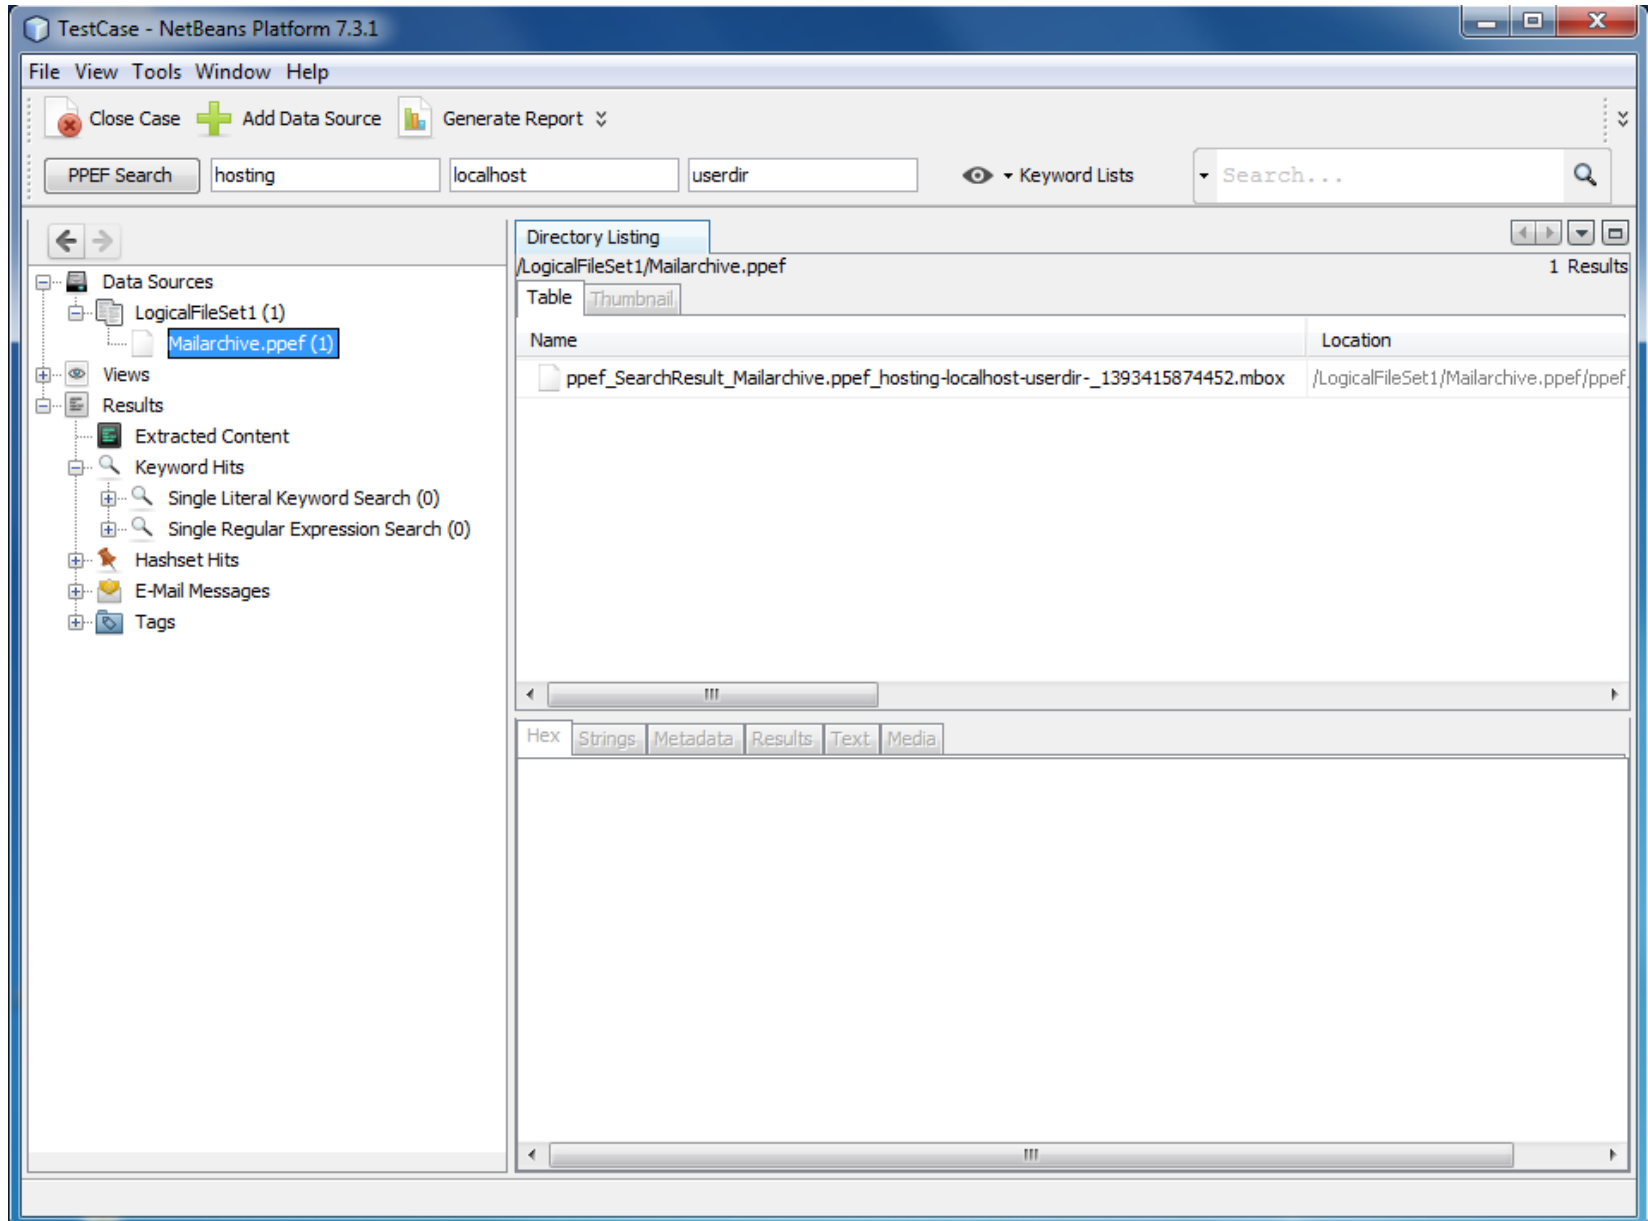 TestCase - NetBeans Platform 7.3.1
File View Tools Window Help
Close Case Add Data Source Generate Report
PPEF Search hosting localhost userdir Keyword Lists Search...
Directory Listing
/LogicalFileSet1/Mailarchive.ppef 1 Results
Table Thumbnail
Name Location
ppef_SearchResult_Mailarchive.ppef_hosting-localhost-userdir-_1393415874452.mbox /LogicalFileSet1/Mailarchive.ppef/ppef_
Data Sources
LogicalFileSet1 (1)
Mailarchive.ppef (1)
Views
Results
Extracted Content
Keyword Hits
Single Literal Keyword Search (0)
Single Regular Expression Search (0)
Hashset Hits
E-Mail Messages
Tags
Hex Strings Metadata Results Text Media